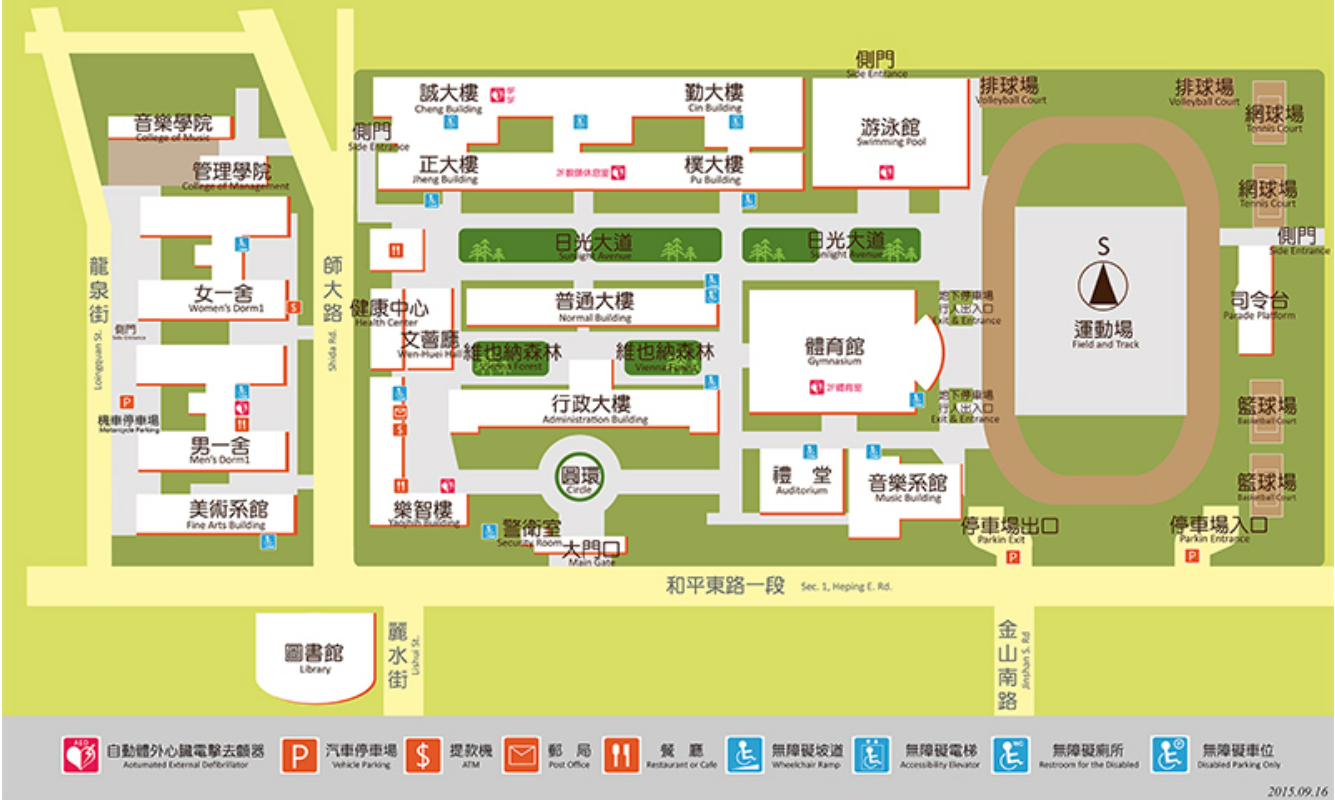 側門
Side Entrance
誠大樓
Cheng Building
勤大樓
Cin Building
排球場
Volleyball Court
排球場
Volleyball Court
音樂學院
College of Music
側門
Side Entrance
游泳館
Swimming Pool
網球場
Tennis Court
管理學院
College of Management
正大樓
Jheng Building
樸大樓
Pu Building
網球場
Tennis Court
日光大道
Sunlight Avenue
日光大道
Sunlight Avenue
側門
Side Entrance
S
龍泉街
Loingquan St.
師大路
Shida Rd.
女一舍
Women's Dorm1
$
健康中心
Health Center
普通大樓
Normal Building
地下停車場
行人出入口
Exit & Entrance
運動場
Field and Track
司令台
Parade Platform
側門
Side Entrance
文薈廳
Wen-Huei Hall
維也納森林
Vienna Forest
維也納森林
Vienna Forest
體育館
Gymnasium
2F體育室
P
機車停車場
Motorcycle Parking
$
行政大樓
Administration Building
地下停車場
行人出入口
Exit & Entrance
籃球場
Basketball Court
男一舍
Men's Dorm1
圓環
Circle
禮 堂
Auditorium
音樂系館
Music Building
籃球場
Basketball Court
美術系館
Fine Arts Building
樂智樓
Yaojhih Building
警衛室
Security Room
大門口
Main Gate
停車場出口
Parkin Exit
P
停車場入口
Parkin Entrance
P
和平東路一段 Sec. 1, Heping E. Rd.
圖書館
Library
麗水街
Lishui St.
金山南路
Jinshan S. Rd
AED
自動體外心臟電擊去顫器
Aotumated External Defibrillator
P
汽車停車場
Vehicle Parking
$
提款機
ATM
郵 局
Post Office
餐 廳
Restaurant or Cafe
無障礙坡道
Wheelchair Ramp
無障礙電梯
Accessibility Elevator
WC
無障礙廁所
Restroom for the Disabled
P
無障礙車位
Disabled Parking Only
2015.09.16